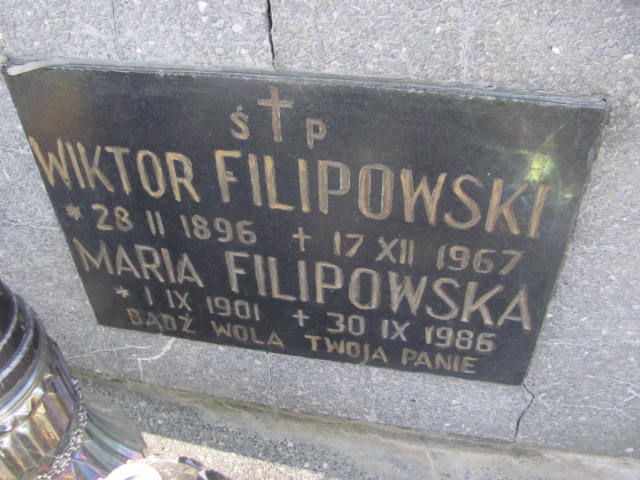 Ś † P
WIKTOR FILIPOWSKI
* 28 II 1896 + 17 XII 1967
MARIA FILIPOWSKA
* 1 IX 1901 + 30 IX 1986
BĄDŹ WOLA TWOJA PANIE